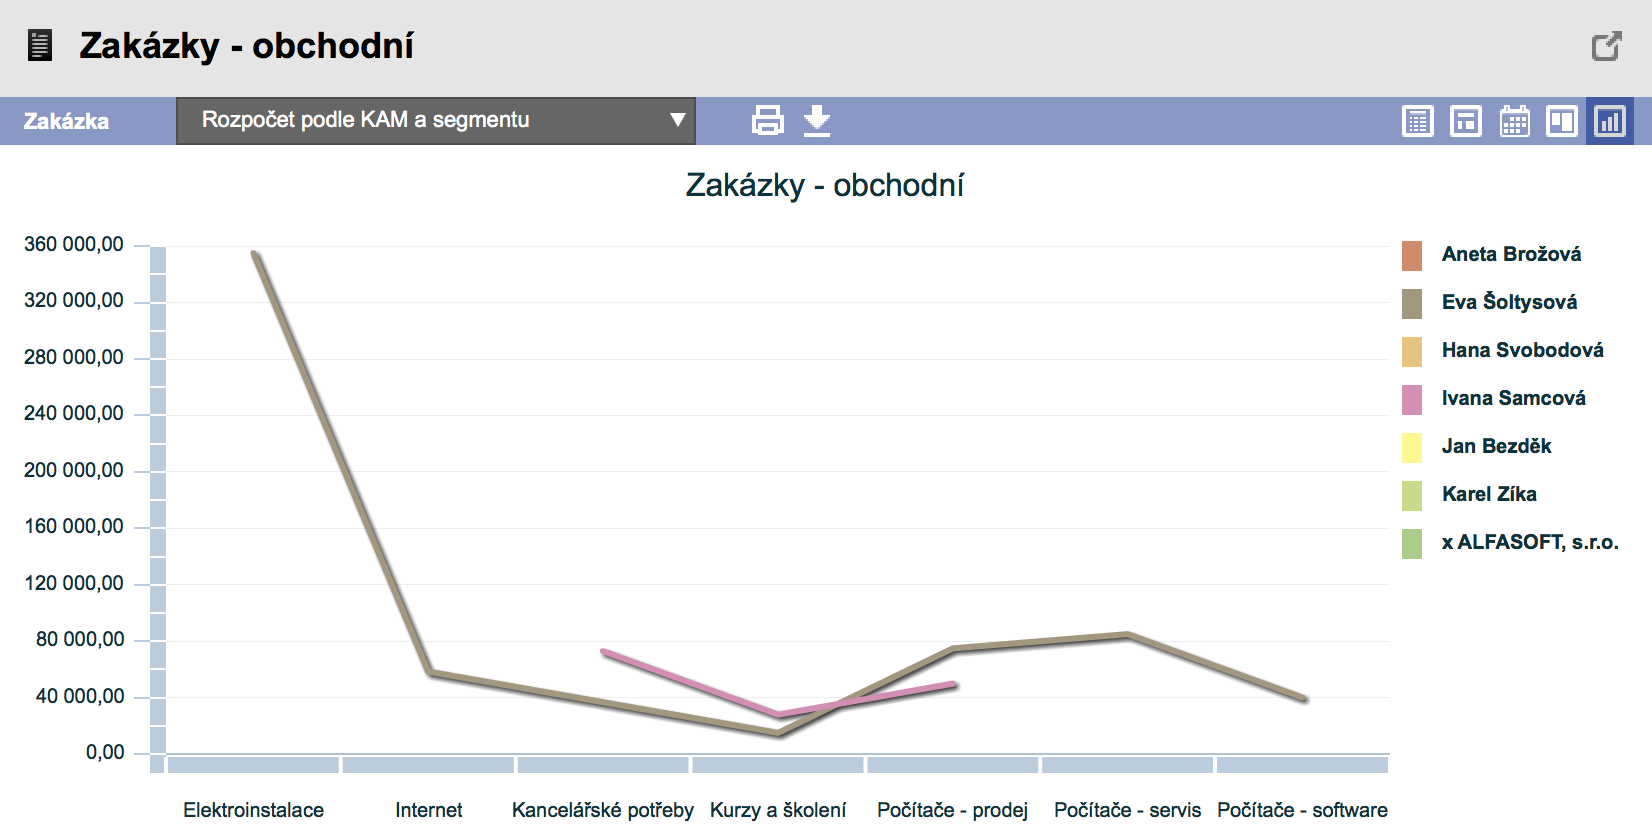 Zakázky - obchodní
Zakázka
Rozpočet podle KAM a segmentu
Zakázky - obchodní
360 000,00
320 000,00
280 000,00
240 000,00
200 000,00
160 000,00
120 000,00
80 000,00
40 000,00
0,00
Elektroinstalace
Internet
Kancelářské potřeby
Kurzy a školení
Počítače - prodej
Počítače - servis
Počítače - software
Aneta Brožová
Eva Šoltysová
Hana Svobodová
Ivana Samcová
Jan Bezděk
Karel Zíka
x ALFASOFT, s.r.o.